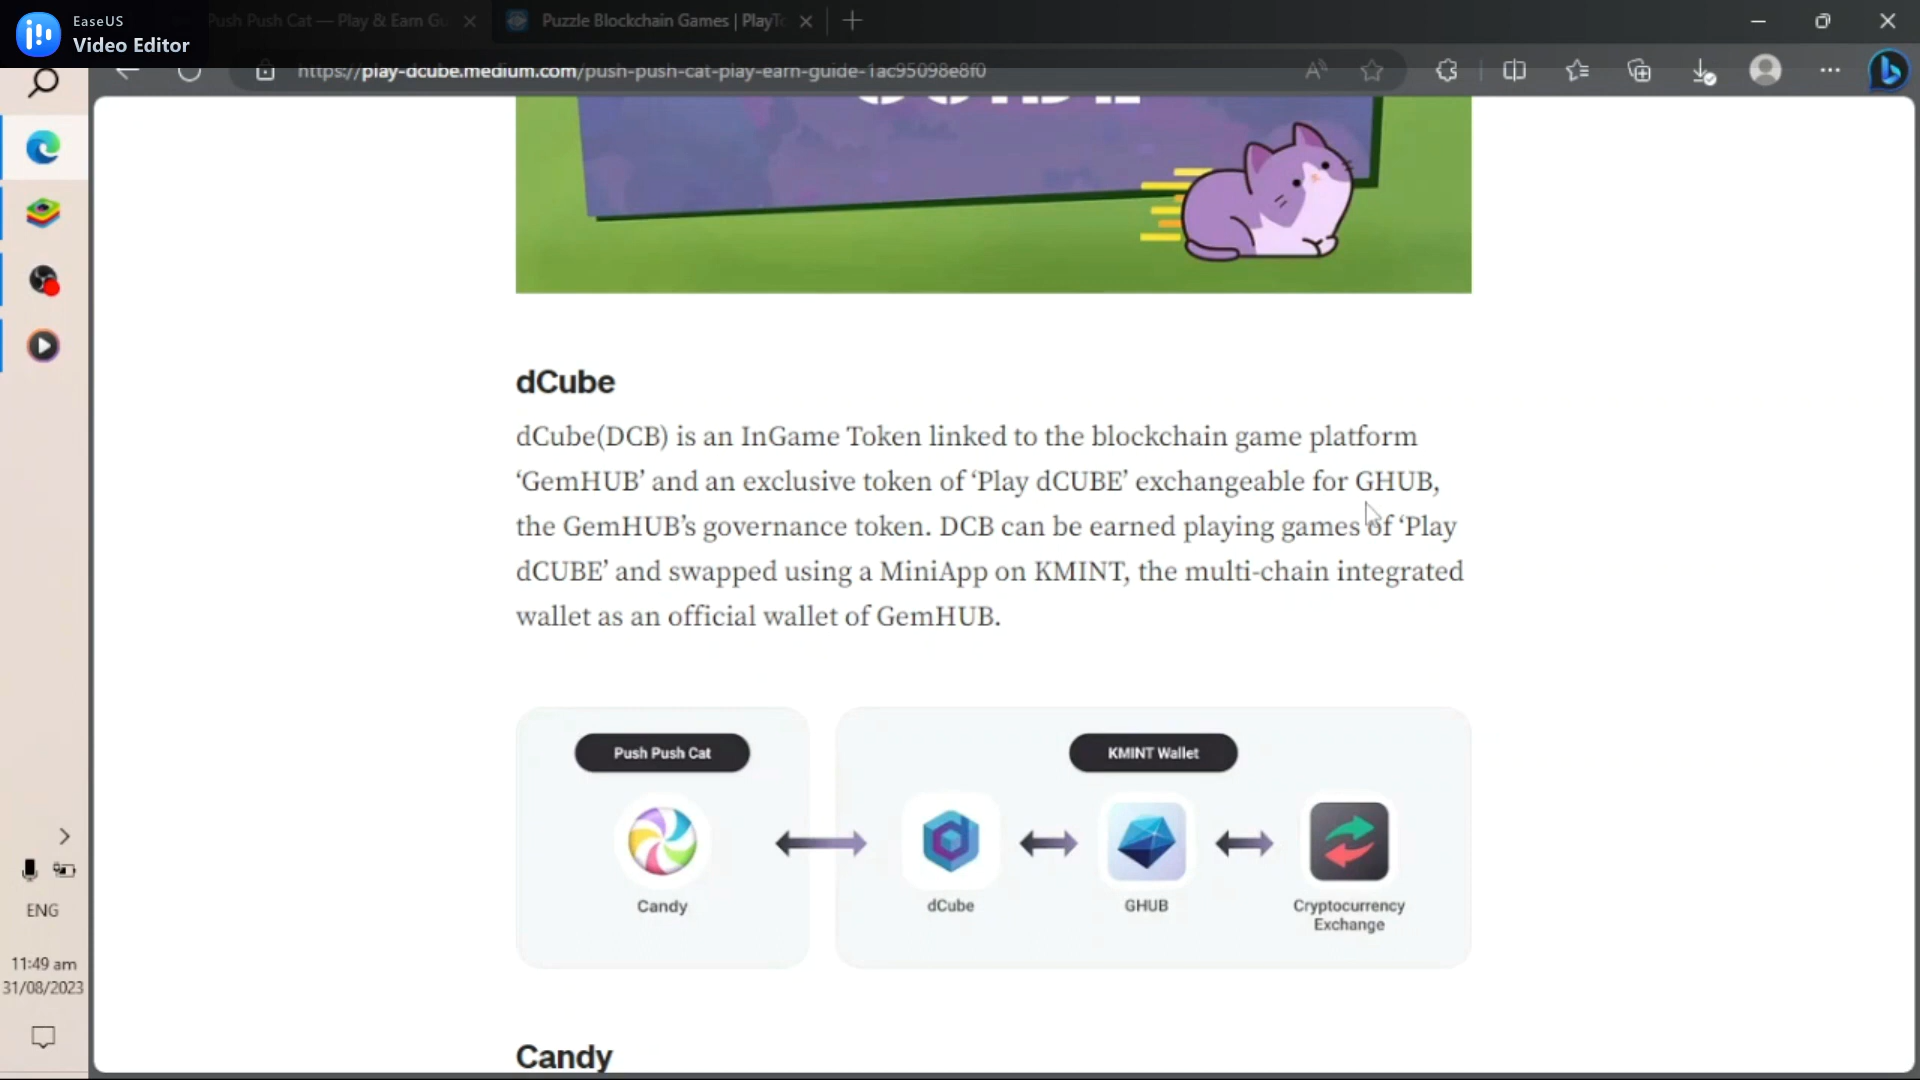 EaseUS
Video Editor
Push Push Cat — Play & Earn Gu
Puzzle Blockchain Games | PlayTo
https://play-dcube.medium.com/push-push-cat-play-earn-guide-1ac95098e8f0
dCube
dCube(DCB) is an InGame Token linked to the blockchain game platform
‘GemHUB’ and an exclusive token of ‘Play dCUBE’ exchangeable for GHUB,
the GemHUB’s governance token. DCB can be earned playing games of ‘Play
dCUBE’ and swapped using a MiniApp on KMINT, the multi-chain integrated
wallet as an official wallet of GemHUB.
Push Push Cat
KMINT Wallet
Candy
dCube
GHUB
Cryptocurrency
Exchange
ENG
11:49 am
31/08/2023
Candy